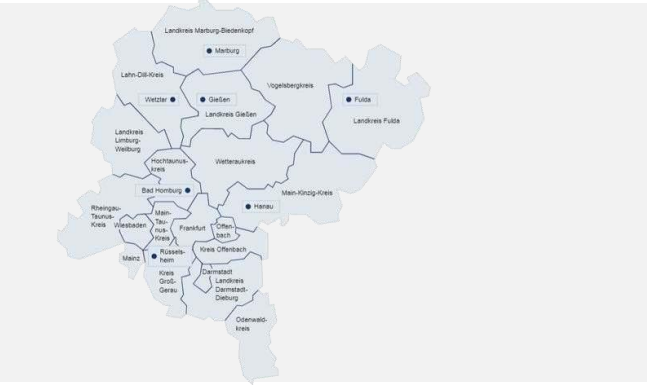 Landkreis Marburg-Biedenkopf
Marburg
Lahn-Dill-Kreis
Vogelsbergkreis
Wetzlar
Gießen
Fulda
Landkreis Gießen
Landkreis Fulda
Landkreis
Limburg-
Weilburg
Hochtaunus-
kreis
Wetteraukreis
Bad Homburg
Main-Kinzig-Kreis
Hanau
Rheingau-
Taunus-
Kreis
Wiesbaden
Main-
Tau-
nus-
Kreis
Frankfurt
Offen-
bach
Mainz
Rüssels-
heim
Kreis Offenbach
Kreis
Groß-
Gerau
Darmstadt
Landkreis
Darmstadt-
Dieburg
Odenwald-
kreis